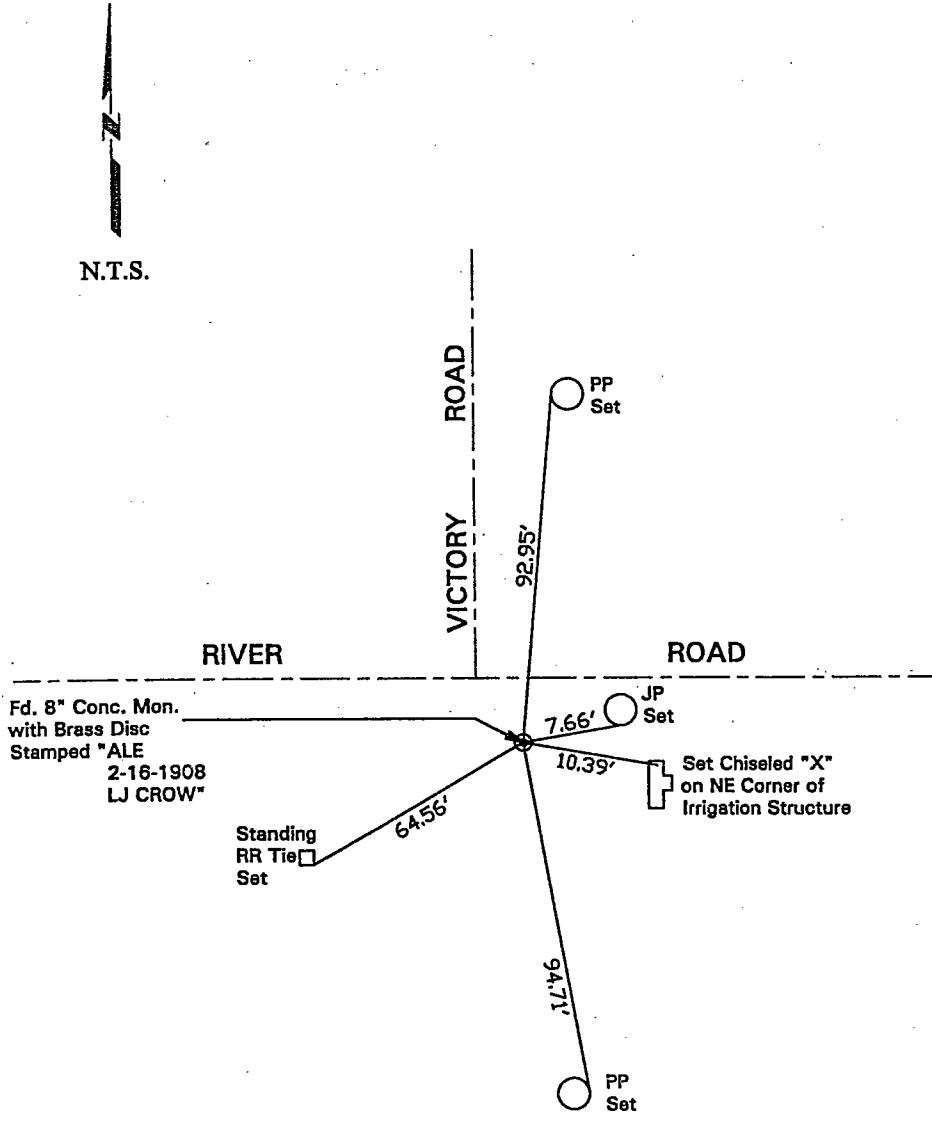 N
N.T.S.
VICTORY ROAD
PP
Set
92.95'
RIVER ROAD
Fd. 8" Conc. Mon.
with Brass Disc
Stamped "ALE
2-16-1908
LJ CROW"
JP
Set
7.66'
10.39'
Set Chiseled "X"
on NE Corner of
Irrigation Structure
64.56'
Standing
RR Tie
Set
94.71'
PP
Set